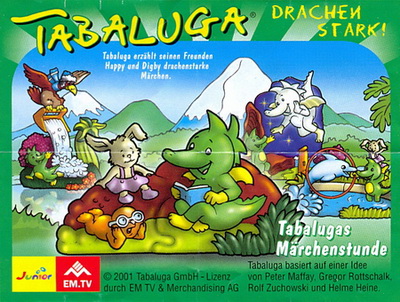 TABALUGA®
DRACHEN
STARK!
Tabaluga erzählt seinen Freunden
Happy und Digby drachenstarke
Märchen.
Tabalugas
Märchenstunde
Junior
EM.TV
© 2001 Tabaluga GmbH - Lizenz
durch EM TV & Merchandising AG
Tabaluga basiert auf einer Idee
von Peter Maffay, Gregor Rottschalk,
Rolf Zuckowski und Helme Heine.